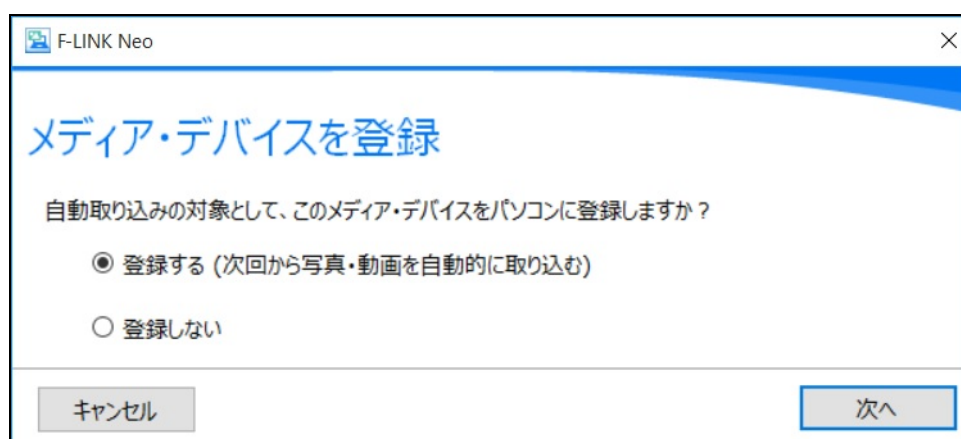 F-LINK Neo
メディア・デバイスを登録
自動取り込みの対象として、このメディア・デバイスをパソコンに登録しますか？
登録する (次回から写真・動画を自動的に取り込む)
登録しない
キャンセル
次へ